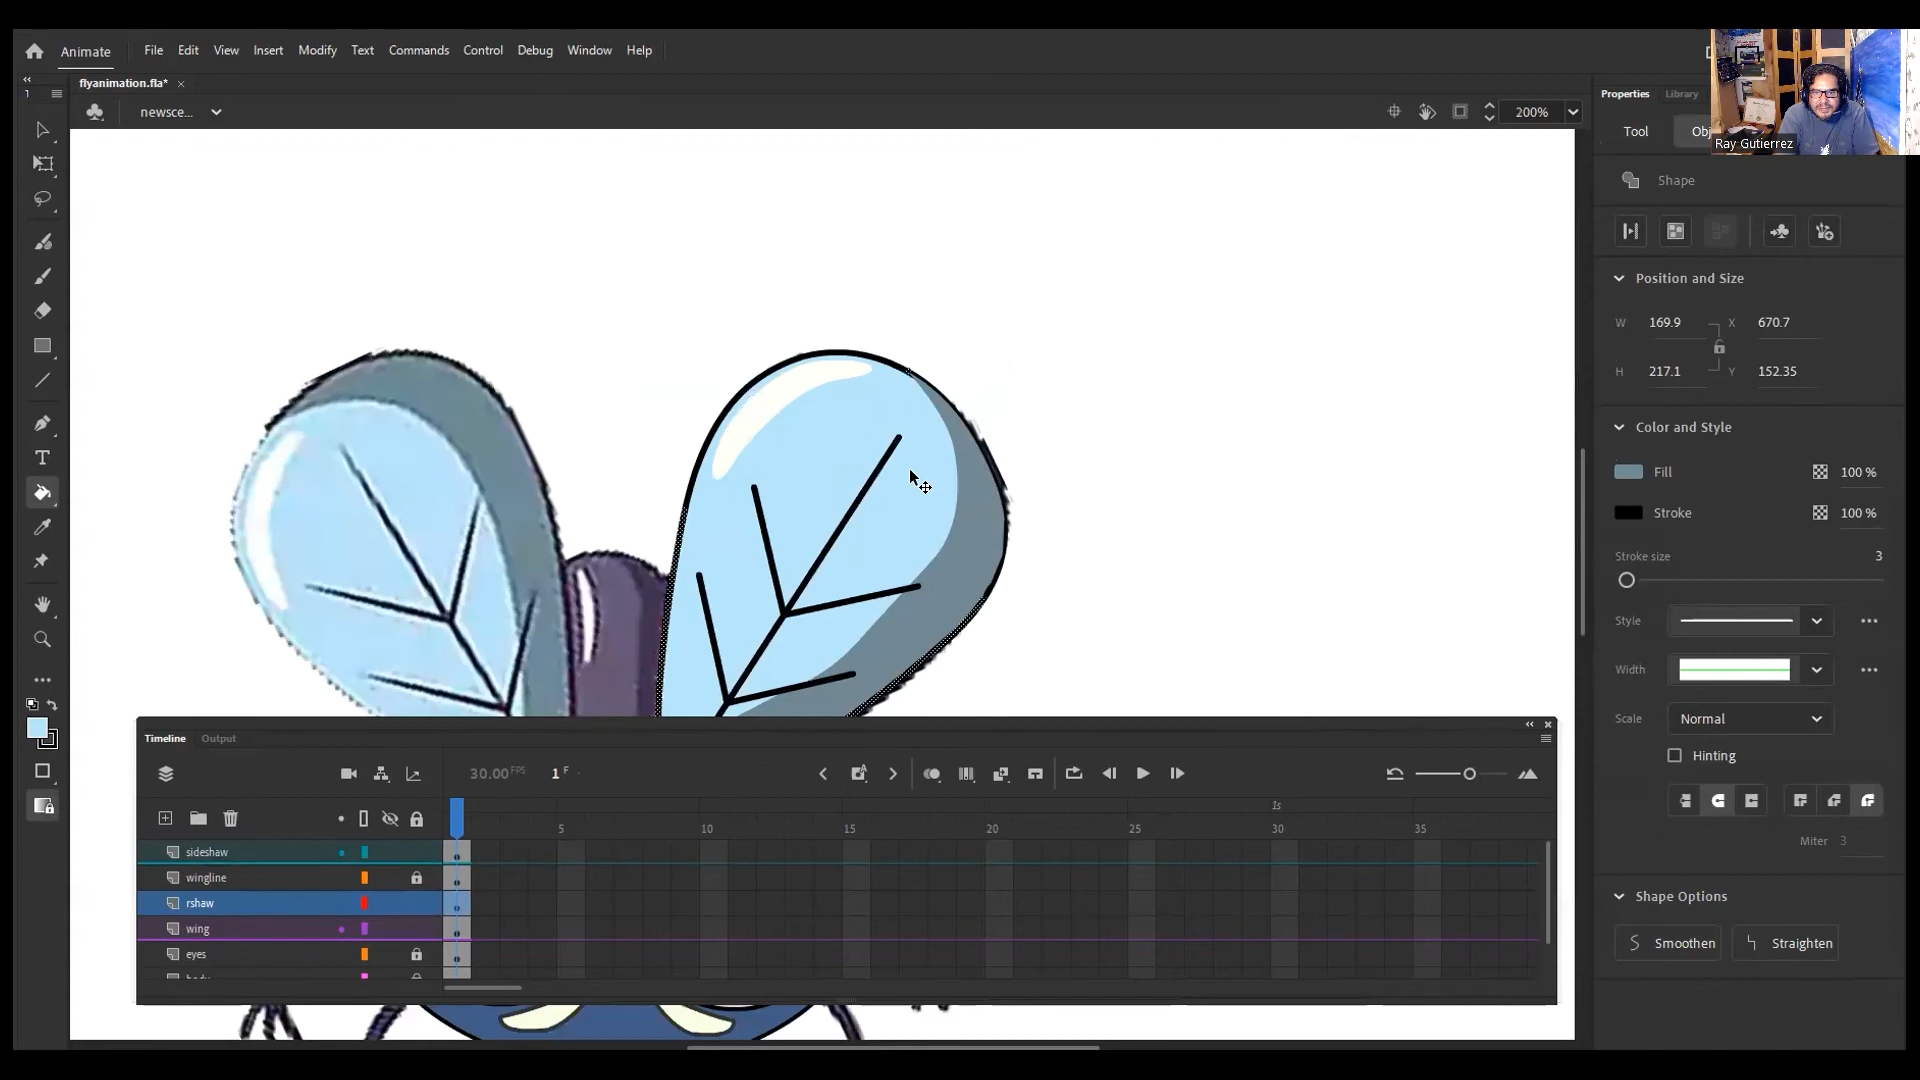 Animate File Edit View Insert Modify Text Commands Control Debug Window Help
flyanimation.fla*
1
newsce...
200%
Properties Library
Tool
Ray Gutierrez
Shape
Position and Size
W 169.9 X 670.7
H 217.1 Y 152.35
Color and Style
Fill 100 %
Stroke 100 %
Stroke size 3
Style
Width
Scale Normal
Hinting
Miter 3
Shape Options
Smoothen Straighten
Timeline Output
30.00 FPS 1 F
1s
5 10 15 20 25 30 35
sideshaw
wingline
rshaw
wing
eyes